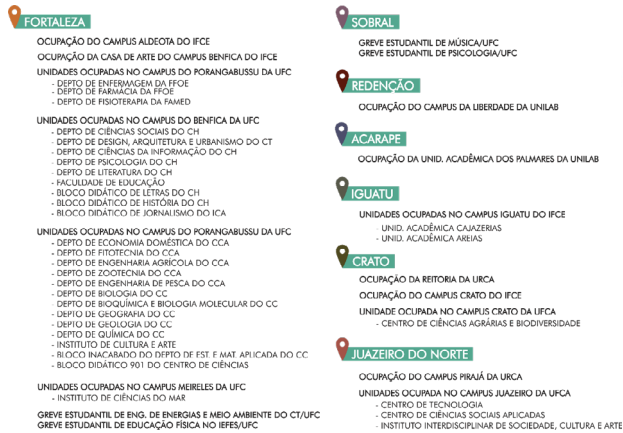 FORTALEZA
OCUPAÇÃO DO CAMPUS ALDEOTA DO IFCE
OCUPAÇÃO DA CASA DE ARTE DO CAMPUS BENFICA DO IFCE
UNIDADES OCUPADAS NO CAMPUS DO PORANGABUSSU DA UFC
- DEPTO DE ENFERMAGEM DA FFOE
- DEPTO DE FARMÁCIA DA FFOE
- DEPTO DE FISIOTERAPIA DA FAMED
UNIDADES OCUPADAS NO CAMPUS DO BENFICA DA UFC
- DEPTO DE CIÊNCIAS SOCIAIS DO CH
- DEPTO DE DESIGN, ARQUITETURA E URBANISMO DO CT
- DEPTO DE CIÊNCIAS DA INFORMAÇÃO DO CH
- DEPTO DE PSICOLOGIA DO CH
- DEPTO DE LITERATURA DO CH
- FACULDADE DE EDUCAÇÃO
- BLOCO DIDÁTICO DE LETRAS DO CH
- BLOCO DIDÁTICO DE HISTÓRIA DO CH
- BLOCO DIDÁTICO DE JORNALISMO DO ICA
UNIDADES OCUPADAS NO CAMPUS DO PORANGABUSSU DA UFC
- DEPTO DE ECONOMIA DOMÉSTICA DO CCA
- DEPTO DE FITOTECNIA DO CCA
- DEPTO DE ENGENHARIA AGRÍCOLA DO CCA
- DEPTO DE ZOOTECNIA DO CCA
- DEPTO DE ENGENHARIA DE PESCA DO CCA
- DEPTO DE BIOLOGIA DO CC
- DEPTO DE BIOQUÍMICA E BIOLOGIA MOLECULAR DO CC
- DEPTO DE GEOGRAFIA DO CC
- DEPTO DE GEOLOGIA DO CC
- DEPTO DE QUÍMICA DO CC
- INSTITUTO DE CULTURA E ARTE
- BLOCO INACABADO DO DEPTO DE EST. E MAT. APLICADA DO CC
- BLOCO DIDÁTICO 901 DO CENTRO DE CIÊNCIAS
UNIDADES OCUPADAS NO CAMPUS MEIRELES DA UFC
- INSTITUTO DE CIÊNCIAS DO MAR
GREVE ESTUDANTIL DE ENG. DE ENERGIAS E MEIO AMBIENTE DO CT/UFC
GREVE ESTUDANTIL DE EDUCAÇÃO FÍSICA NO IEFES/UFC
SOBRAL
GREVE ESTUDANTIL DE MÚSICA/UFC
GREVE ESTUDANTIL DE PSICOLOGIA/UFC
REDENÇÃO
OCUPAÇÃO DO CAMPUS DA LIBERDADE DA UNILAB
ACARAPE
OCUPAÇÃO DA UNID. ACADÊMICA DOS PALMARES DA UNILAB
IGUATU
UNIDADES OCUPADAS NO CAMPUS IGUATU DO IFCE
- UNID. ACADÊMICA CAJAZERIAS
- UNID. ACADÊMICA AREIAS
CRATO
OCUPAÇÃO DA REITORIA DA URCA
OCUPAÇÃO DO CAMPUS CRATO DO IFCE
UNIDADE OCUPADA NO CAMPUS CRATO DA UFCA
- CENTRO DE CIÊNCIAS AGRÁRIAS E BIODIVERSIDADE
JUAZEIRO DO NORTE
OCUPAÇÃO DO CAMPUS PIRAJÁ DA URCA
UNIDADES OCUPADA NO CAMPUS JUAZEIRO DA UFCA
- CENTRO DE TECNOLOGIA
- CENTRO DE CIÊNCIAS SOCIAIS APLICADAS
- INSTITUTO INTERDISCIPLINAR DE SOCIEDADE, CULTURA E ARTE